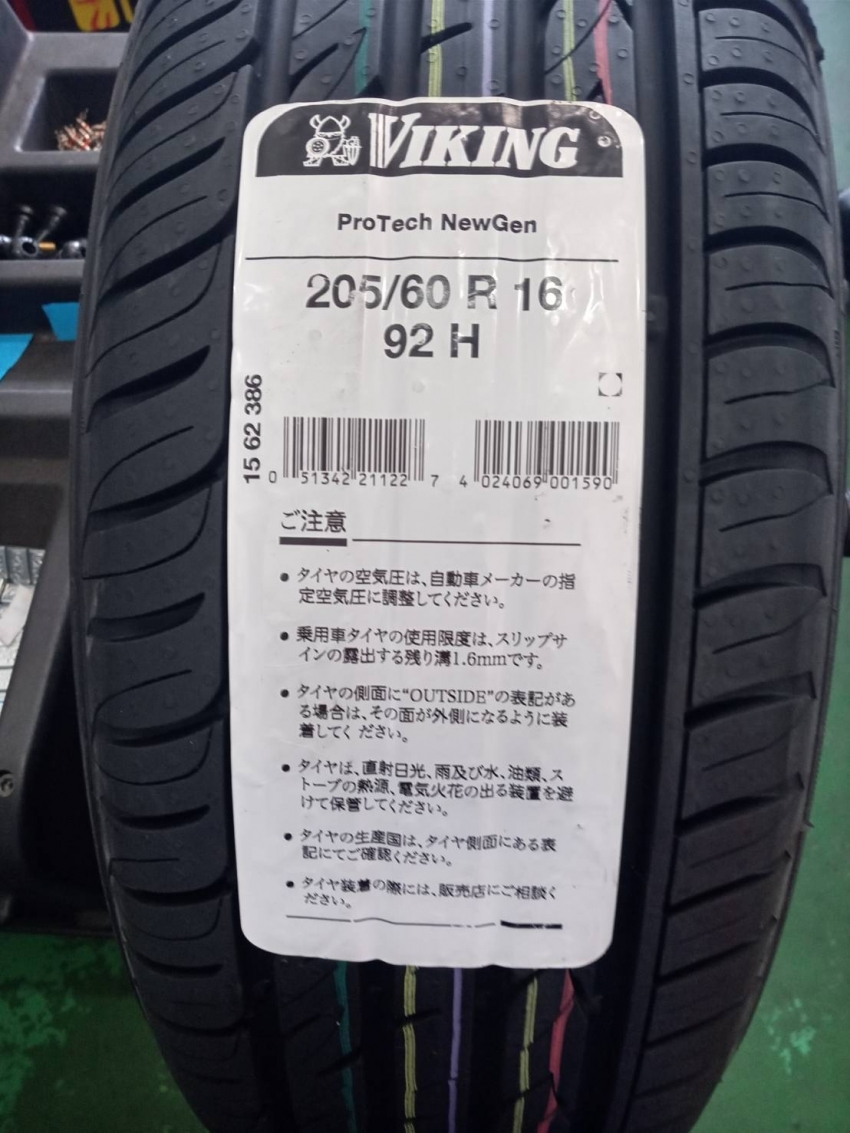 VIKING
ProTech NewGen
205/60 R 16
92 H
15 62 386
0 51342 21122 7
4 024069 001590
ご注意
● タイヤの空気圧は、自動車メーカーの指
定空気圧に調整してください。
● 乗用車タイヤの使用限度は、スリップサ
インの露出する残り溝1.6mmです。
● タイヤの側面に“OUTSIDE”の表記があ
る場合は、その面が外側になるように装
着してく ださい。
● タイヤは、直射日光、雨及び水、油類、ス
トーブの熱源、電気火花の出る装置を避
けて保管してください。
● タイヤの生産国は、タイヤ側面にある表
記にてご確認ください。
● タイヤ装着の際には、販売店にご相談く
ださい。